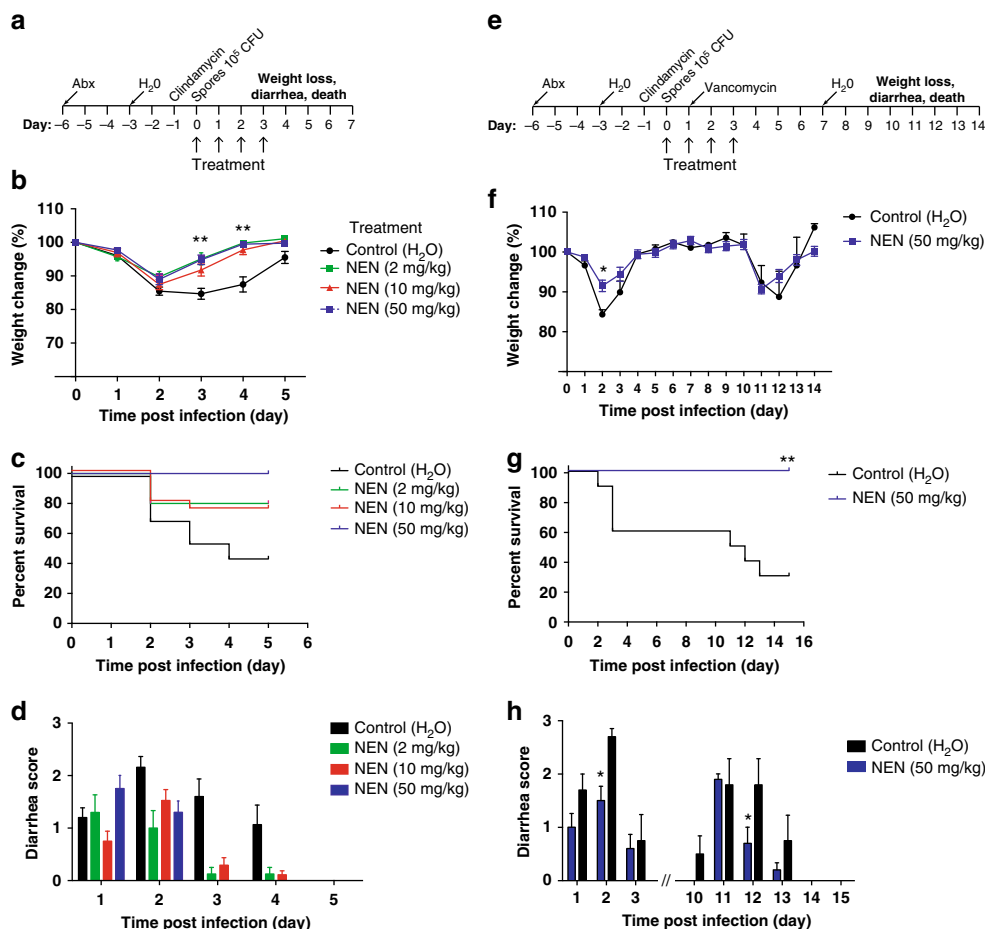 a
Abx
H₂0
Clindamycin
Spores 10⁵ CFU
Weight loss,
diarrhea, death
Day: –6 –5 –4 –3 –2 –1 0 1 2 3 4 5 6 7
Treatment
b
110
100
90
80
Weight change (%)
** **
0 1 2 3 4 5
Time post infection (day)
Treatment
Control (H₂O)
NEN (2 mg/kg)
NEN (10 mg/kg)
NEN (50 mg/kg)
c
100
80
60
40
20
0
Percent survival
0 1 2 3 4 5 6
Time post infection (day)
Control (H₂O)
NEN (2 mg/kg)
NEN (10 mg/kg)
NEN (50 mg/kg)
d
3
2
1
0
Diarrhea score
1 2 3 4 5
Time post infection (day)
Control (H₂O)
NEN (2 mg/kg)
NEN (10 mg/kg)
NEN (50 mg/kg)
e
Abx
H₂0
Clindamycin
Spores 10⁵ CFU
Vancomycin
H₂0
Weight loss,
diarrhea, death
Day: –6 –5 –4 –3 –2 –1 0 1 2 3 4 5 6 7 8 9 10 11 12 13 14
Treatment
f
110
100
90
80
Weight change (%)
*
0 1 2 3 4 5 6 7 8 9 10 11 12 13 14
Time post infection (day)
Control (H₂O)
NEN (50 mg/kg)
g
100
80
60
40
20
0
Percent survival
**
0 2 4 6 8 10 12 14 16
Time post infection (day)
Control (H₂O)
NEN (50 mg/kg)
h
3
2
1
0
Diarrhea score
* *
1 2 3 // 10 11 12 13 14 15
Time post infection (day)
Control (H₂O)
NEN (50 mg/kg)